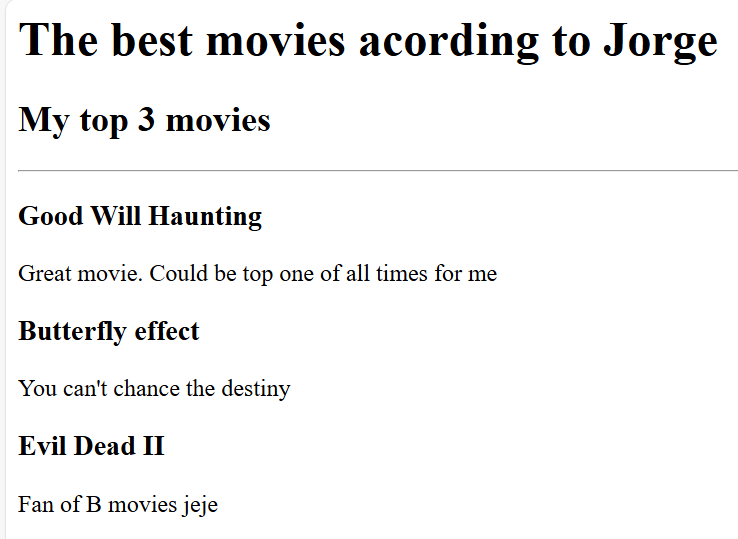 The best movies acording to Jorge
My top 3 movies
Good Will Haunting
Great movie. Could be top one of all times for me
Butterfly effect
You can't chance the destiny
Evil Dead II
Fan of B movies jeje